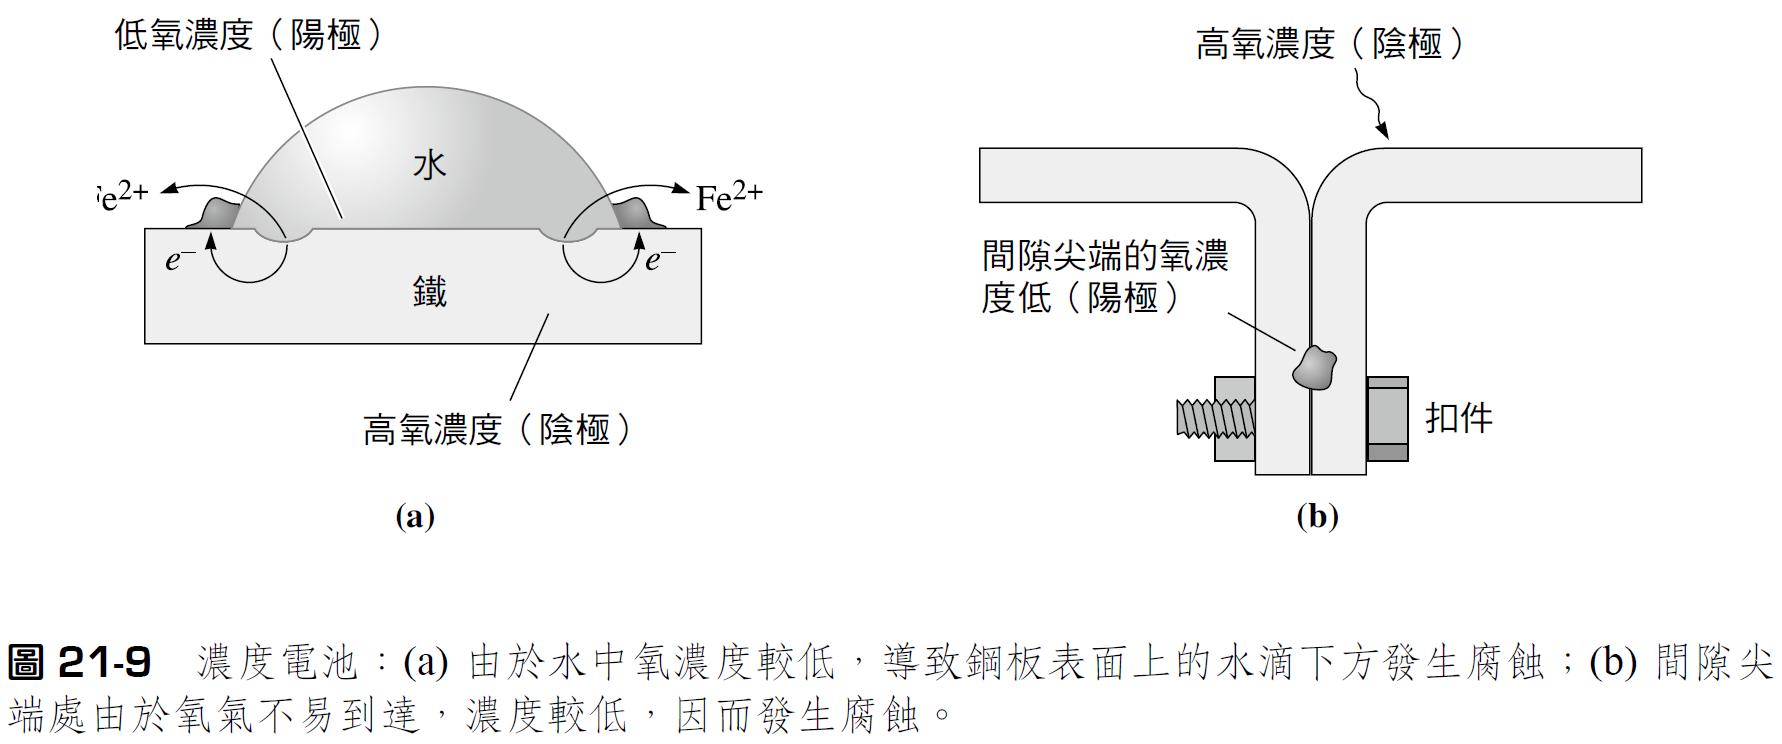 低氧濃度（陽極）
水
e2+
Fe2+
e−
e−
鐵
高氧濃度（陰極）
(a)
高氧濃度（陰極）
間隙尖端的氧濃
度低（陽極）
扣件
(b)
圖 21-9 濃度電池：(a) 由於水中氧濃度較低，導致鋼板表面上的水滴下方發生腐蝕；(b) 間隙尖
端處由於氧氣不易到達，濃度較低，因而發生腐蝕。